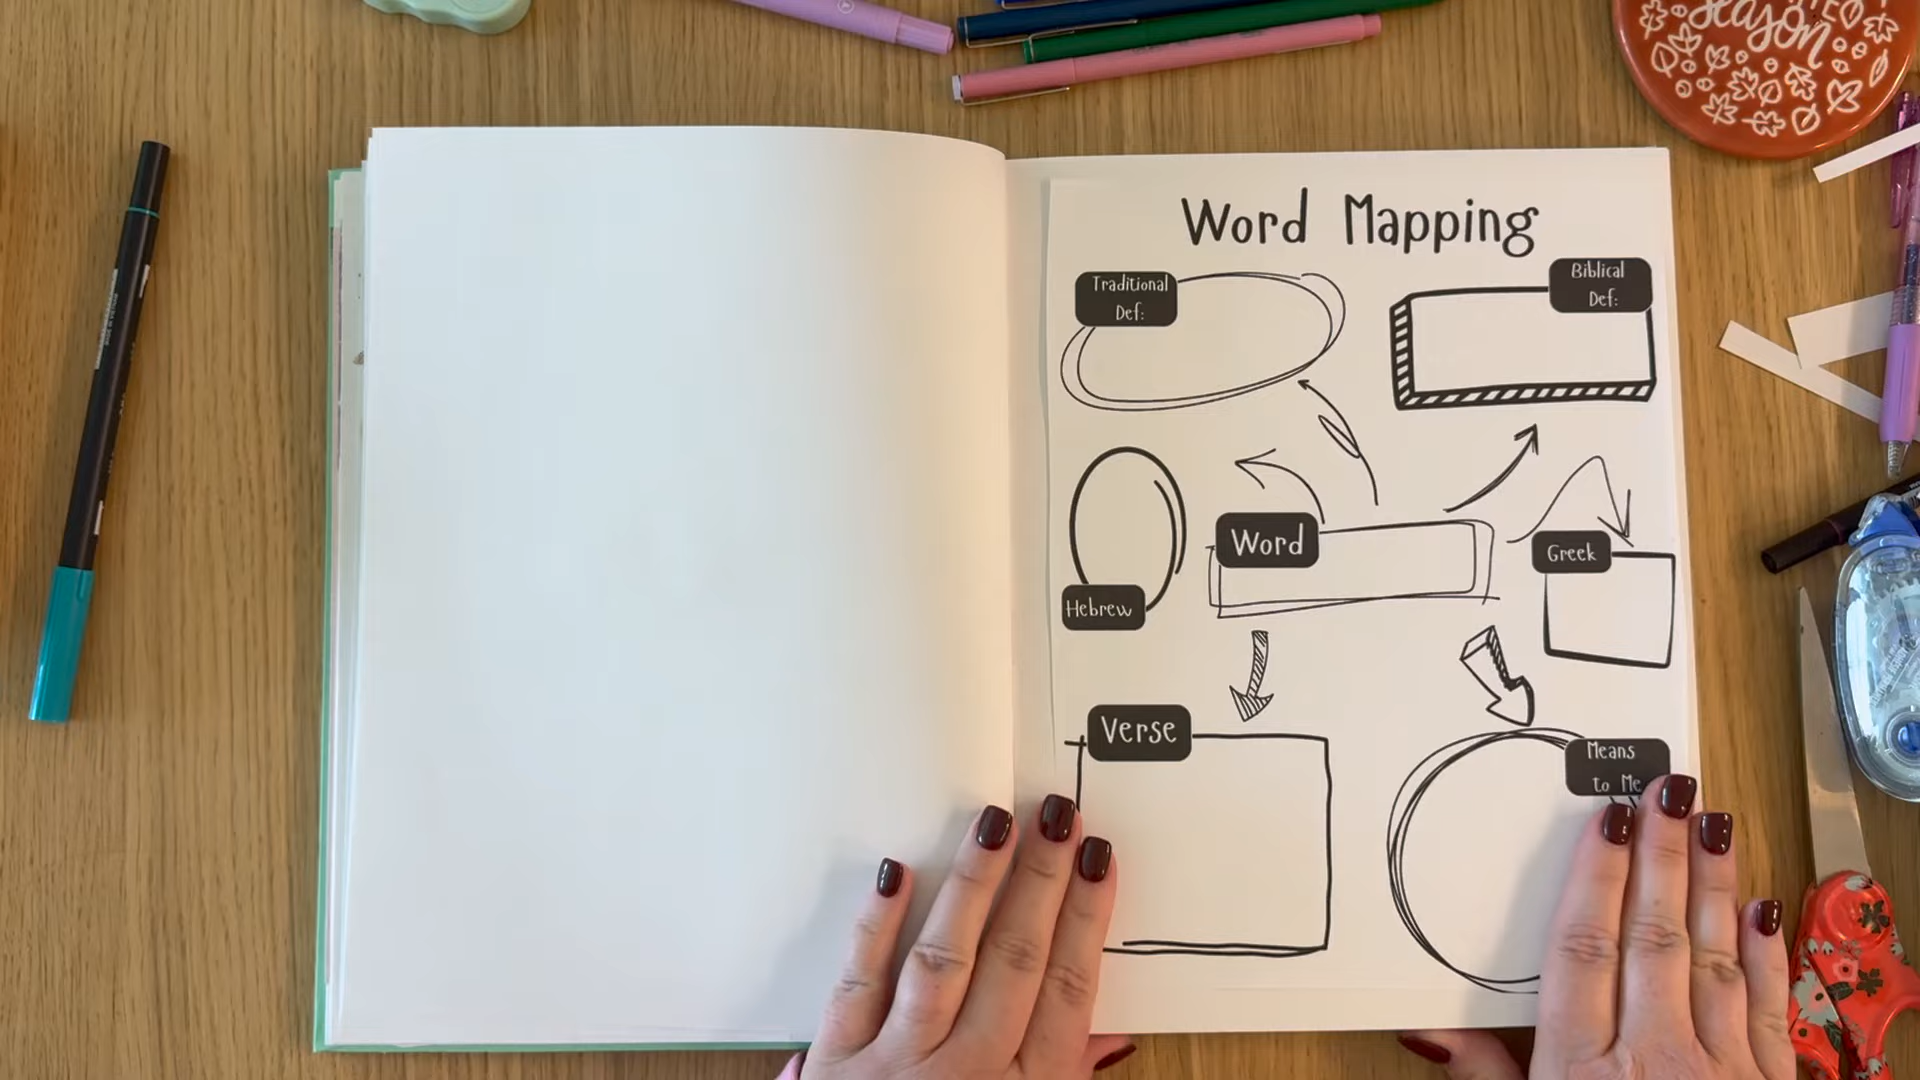 season
Word Mapping
Traditional
Def:
Biblical
Def:
Word
Greek
Hebrew
Verse
Means
to Me